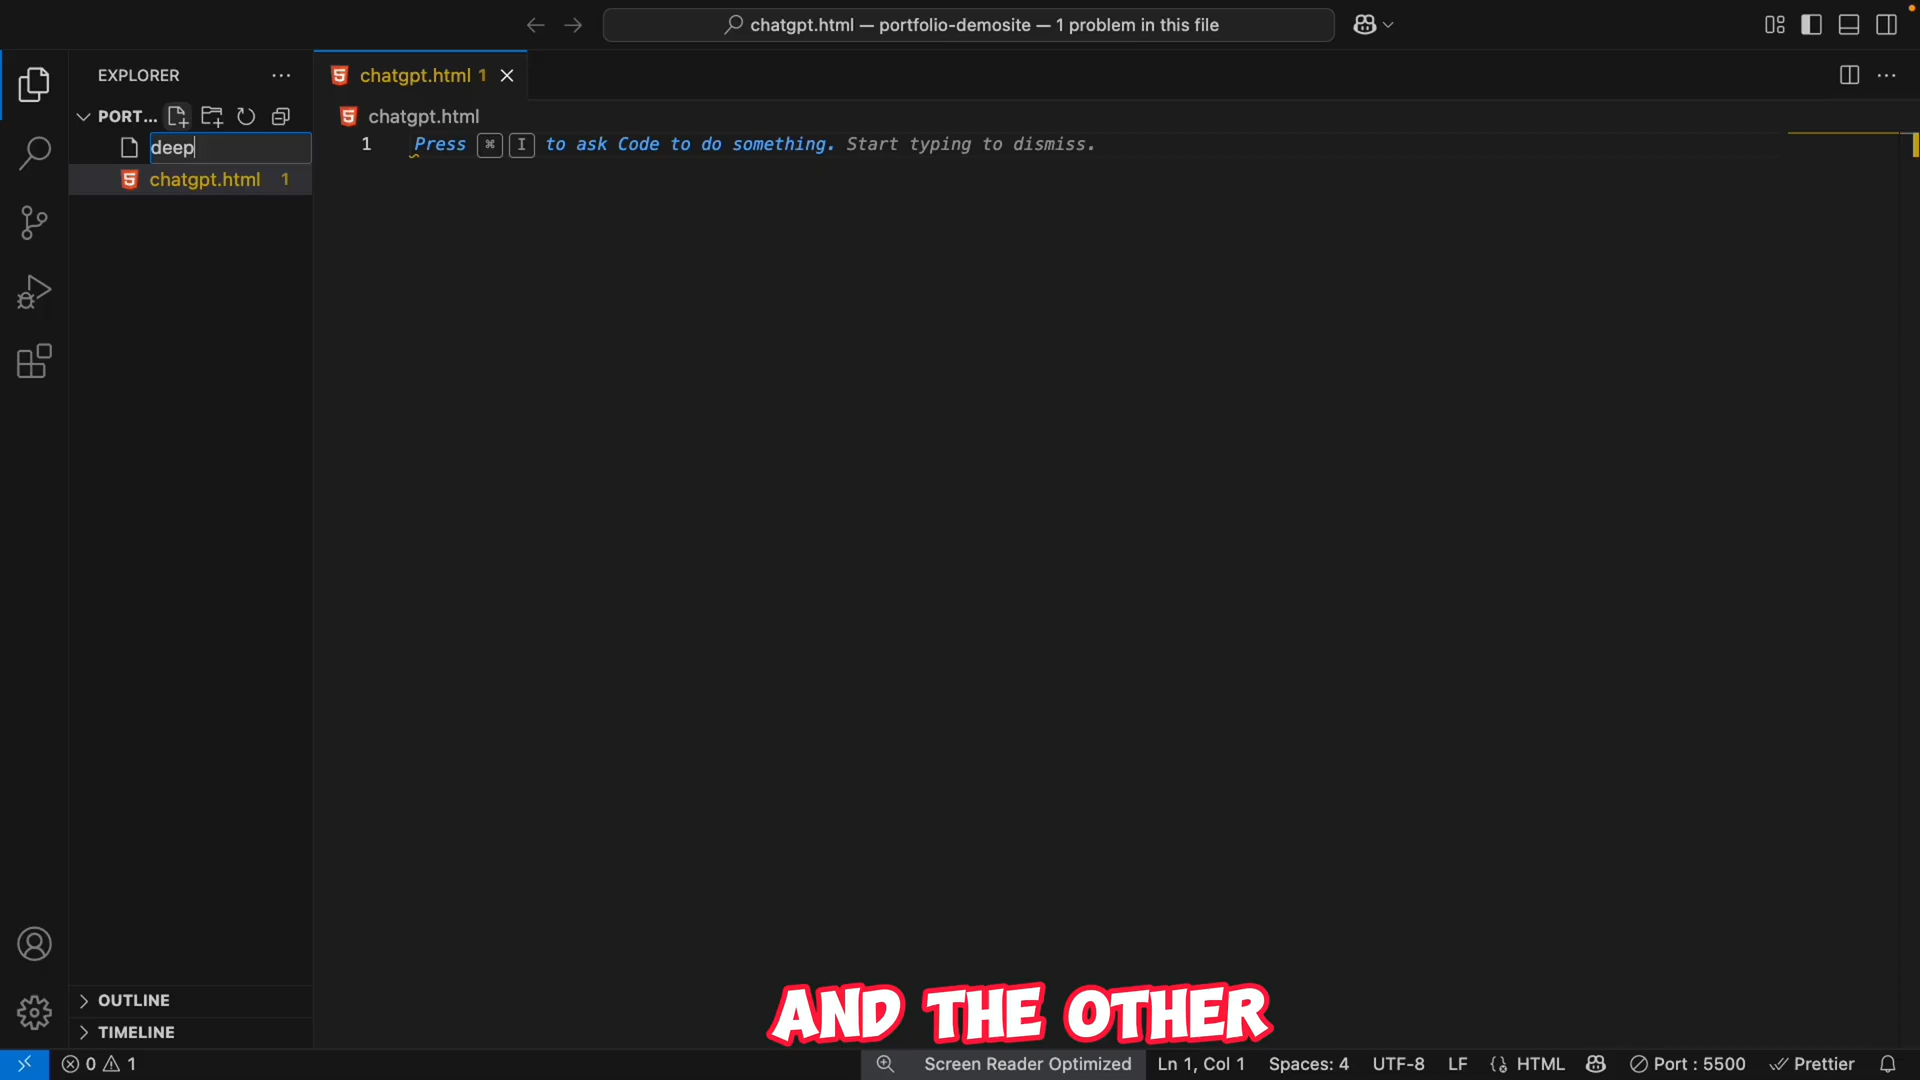 chatgpt.html — portfolio-demosite — 1 problem in this file
EXPLORER
chatgpt.html 1
PORT...
chatgpt.html
deep
1 Press ⌘ I to ask Code to do something. Start typing to dismiss.
chatgpt.html 1
AND THE OTHER
OUTLINE
TIMELINE
0 1 Screen Reader Optimized Ln 1, Col 1 Spaces: 4 UTF-8 LF {} HTML Port : 5500 Prettier